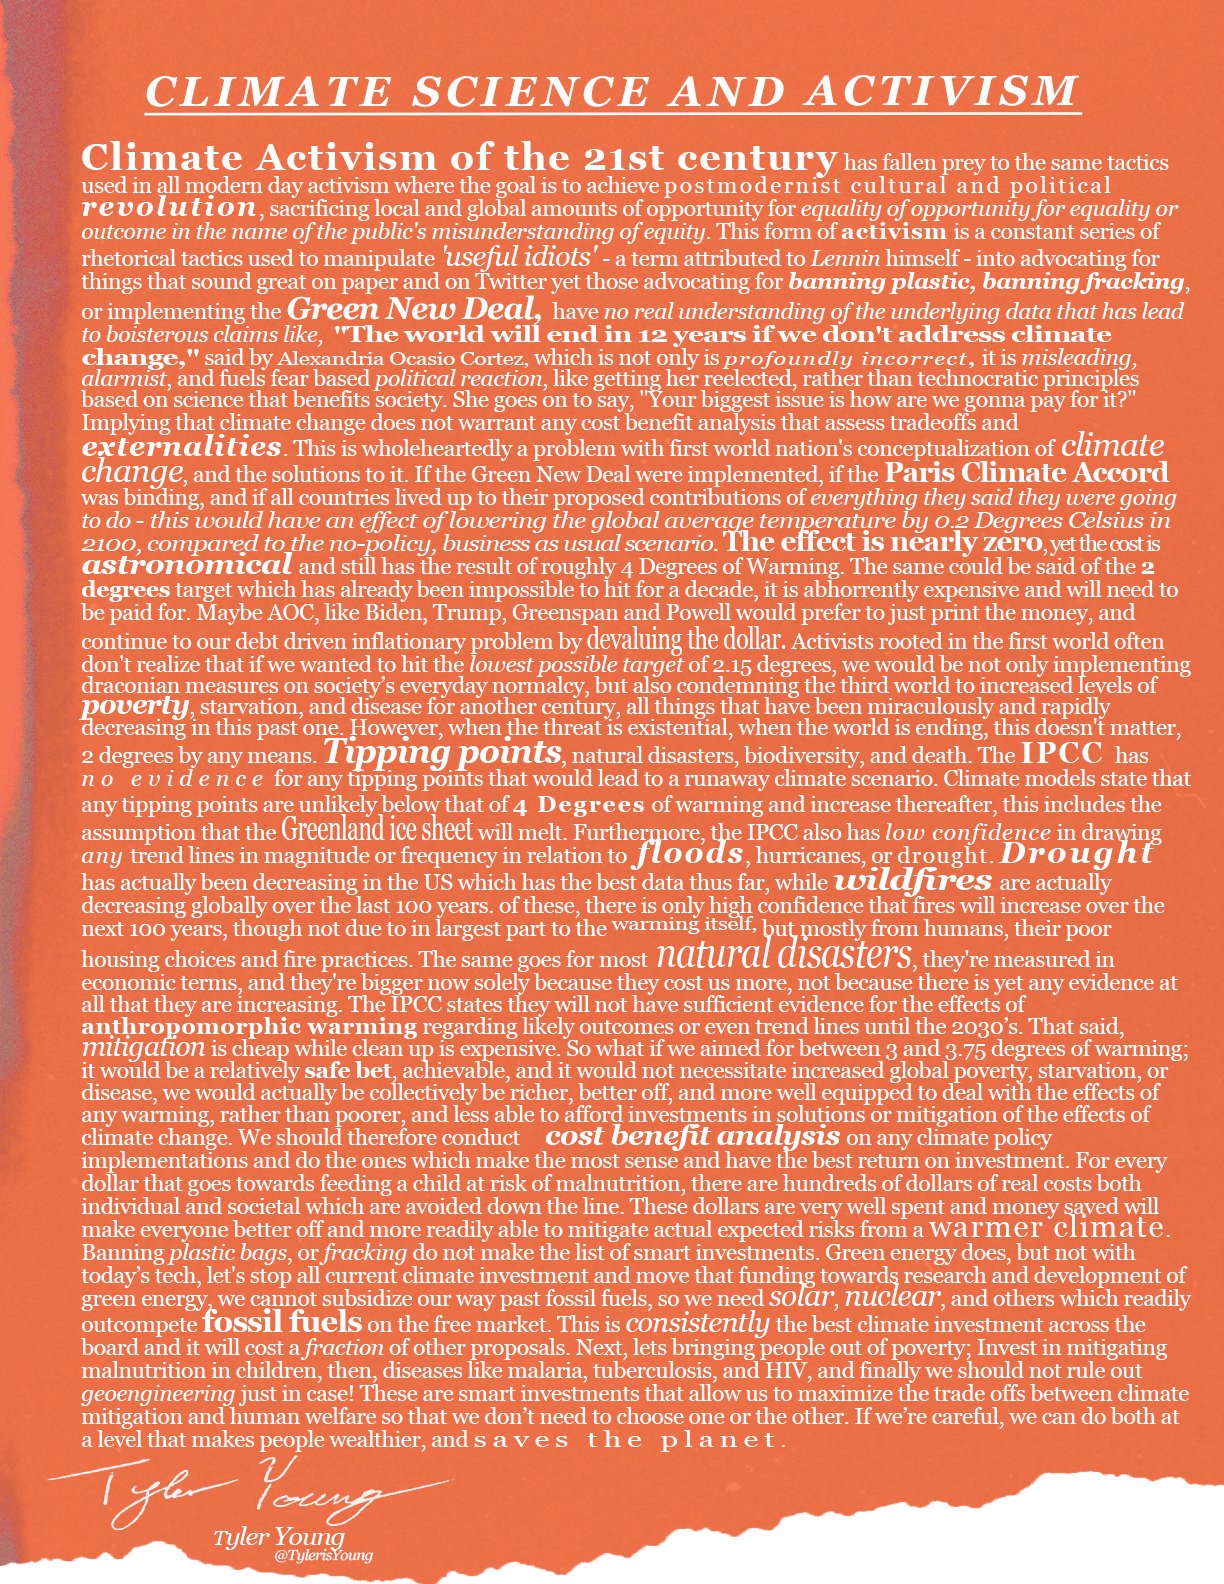 CLIMATE SCIENCE AND ACTIVISM
Climate Activism of the 21st century has fallen prey to the same tactics
used in all modern day activism where the goal is to achieve postmodernist cultural and political
revolution, sacrificing local and global amounts of opportunity for equality of opportunity for equality or
outcome in the name of the public's misunderstanding of equity. This form of activism is a constant series of
rhetorical tactics used to manipulate 'useful idiots' - a term attributed to Lennin himself - into advocating for
things that sound great on paper and on Twitter yet those advocating for banning plastic, banning fracking,
or implementing the Green New Deal, have no real understanding of the underlying data that has lead
to boisterous claims like, "The world will end in 12 years if we don't address climate
change," said by Alexandria Ocasio Cortez, which is not only is profoundly incorrect, it is misleading,
alarmist, and fuels fear based political reaction, like getting her reelected, rather than technocratic principles
based on science that benefits society. She goes on to say, "Your biggest issue is how are we gonna pay for it?"
Implying that climate change does not warrant any cost benefit analysis that assess tradeoffs and
externalities. This is wholeheartedly a problem with first world nation's conceptualization of climate
change, and the solutions to it. If the Green New Deal were implemented, if the Paris Climate Accord
was binding, and if all countries lived up to their proposed contributions of everything they said they were going
to do - this would have an effect of lowering the global average temperature by 0.2 Degrees Celsius in
2100, compared to the no-policy, business as usual scenario. The effect is nearly zero, yet the cost is
astronomical and still has the result of roughly 4 Degrees of Warming. The same could be said of the 2
degrees target which has already been impossible to hit for a decade, it is abhorrently expensive and will need to
be paid for. Maybe AOC, like Biden, Trump, Greenspan and Powell would prefer to just print the money, and
continue to our debt driven inflationary problem by devaluing the dollar. Activists rooted in the first world often
don't realize that if we wanted to hit the lowest possible target of 2.15 degrees, we would be not only implementing
draconian measures on society’s everyday normalcy, but also condemning the third world to increased levels of
poverty, starvation, and disease for another century, all things that have been miraculously and rapidly
decreasing in this past one. However, when the threat is existential, when the world is ending, this doesn't matter,
2 degrees by any means. Tipping points, natural disasters, biodiversity, and death. The IPCC has
no evidence for any tipping points that would lead to a runaway climate scenario. Climate models state that
any tipping points are unlikely below that of 4 Degrees of warming and increase thereafter, this includes the
assumption that the Greenland ice sheet will melt. Furthermore, the IPCC also has low confidence in drawing
any trend lines in magnitude or frequency in relation to floods, hurricanes, or drought. Drought
has actually been decreasing in the US which has the best data thus far, while wildfires are actually
decreasing globally over the last 100 years. of these, there is only high confidence that fires will increase over the
next 100 years, though not due to in largest part to the warming itself, but mostly from humans, their poor
housing choices and fire practices. The same goes for most natural disasters, they're measured in
economic terms, and they're bigger now solely because they cost us more, not because there is yet any evidence at
all that they are increasing. The IPCC states they will not have sufficient evidence for the effects of
anthropomorphic warming regarding likely outcomes or even trend lines until the 2030’s. That said,
mitigation is cheap while clean up is expensive. So what if we aimed for between 3 and 3.75 degrees of warming;
it would be a relatively safe bet, achievable, and it would not necessitate increased global poverty, starvation, or
disease, we would actually be collectively be richer, better off, and more well equipped to deal with the effects of
any warming, rather than poorer, and less able to afford investments in solutions or mitigation of the effects of
climate change. We should therefore conduct cost benefit analysis on any climate policy
implementations and do the ones which make the most sense and have the best return on investment. For every
dollar that goes towards feeding a child at risk of malnutrition, there are hundreds of dollars of real costs both
individual and societal which are avoided down the line. These dollars are very well spent and money saved will
make everyone better off and more readily able to mitigate actual expected risks from a warmer climate.
Banning plastic bags, or fracking do not make the list of smart investments. Green energy does, but not with
today’s tech, let's stop all current climate investment and move that funding towards research and development of
green energy, we cannot subsidize our way past fossil fuels, so we need solar, nuclear, and others which readily
outcompete fossil fuels on the free market. This is consistently the best climate investment across the
board and it will cost a fraction of other proposals. Next, lets bringing people out of poverty; Invest in mitigating
malnutrition in children, then, diseases like malaria, tuberculosis, and HIV, and finally we should not rule out
geoengineering just in case! These are smart investments that allow us to maximize the trade offs between climate
mitigation and human welfare so that we don’t need to choose one or the other. If we’re careful, we can do both at
a level that makes people wealthier, and saves the planet.
Tyler Young
Tyler Young
@TylerisYoung